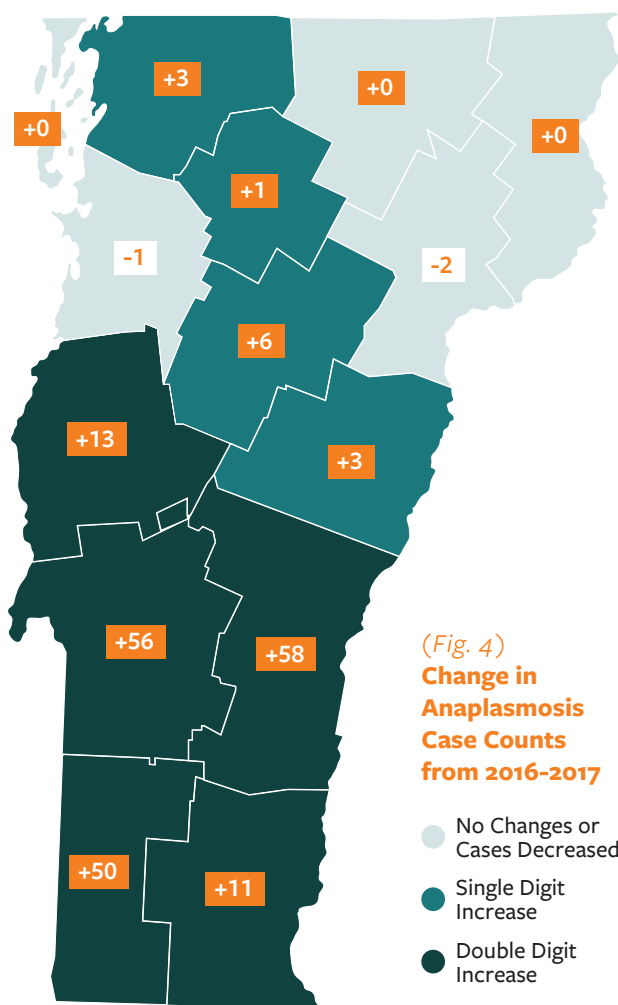 +3
+0
+0
+0
+1
-1
-2
+6
+13
+3
+56
+58
(Fig. 4)
Change in
Anaplasmosis
Case Counts
from 2016-2017
No Changes or
Cases Decreased
+50
+11
Single Digit
Increase
Double Digit
Increase